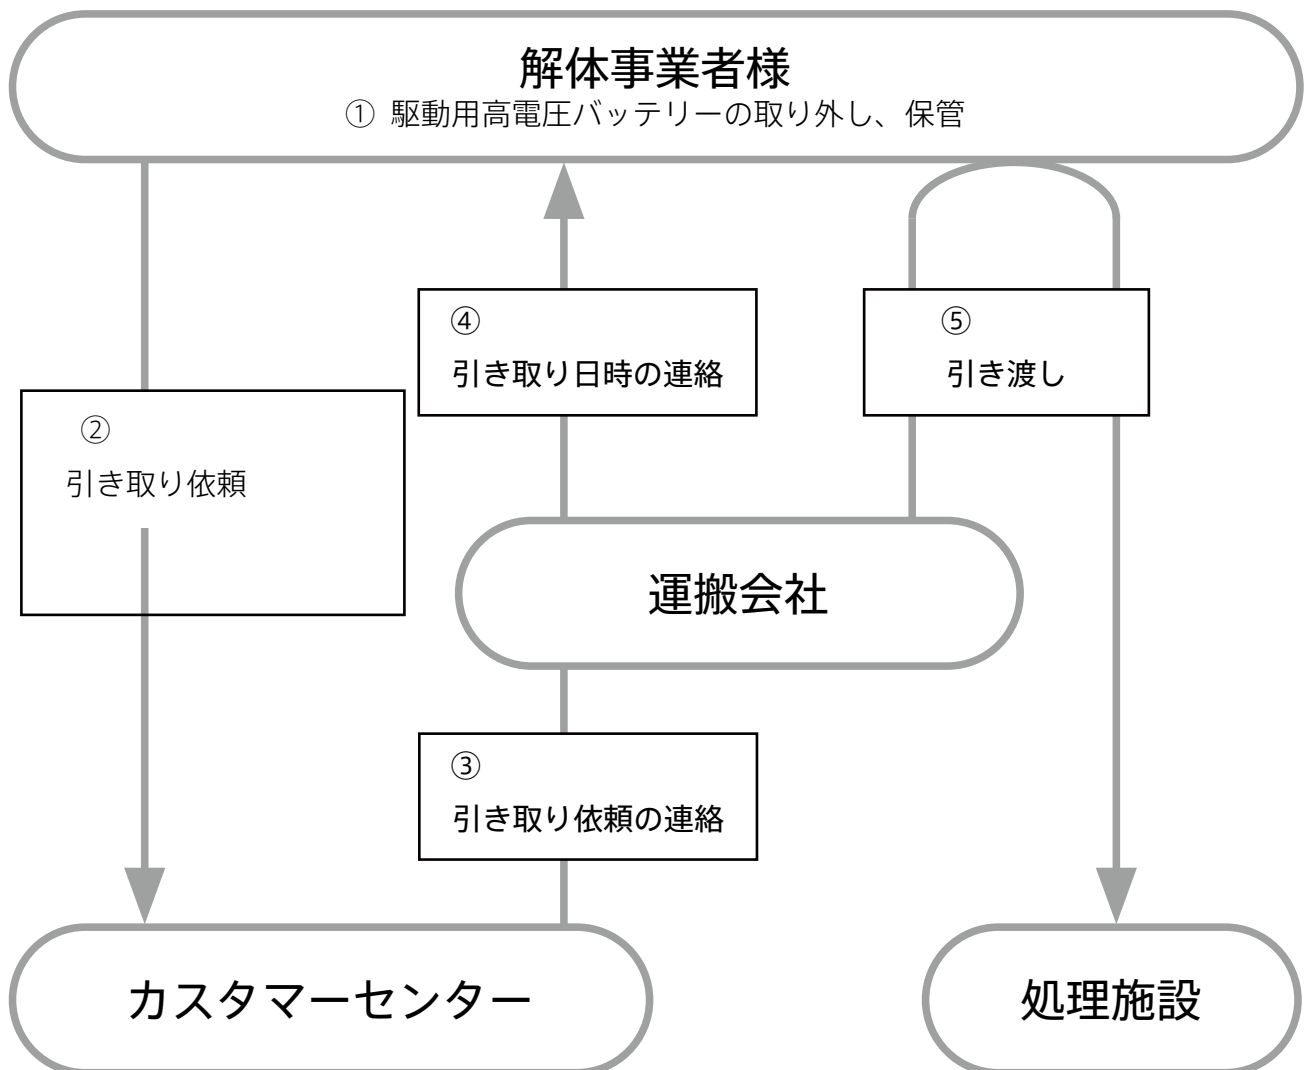 解体事業者様
① 駆動用高電圧バッテリーの取り外し、保管
④
引き取り日時の連絡
⑤
引き渡し
②
引き取り依頼
運搬会社
③
引き取り依頼の連絡
カスタマーセンター
処理施設